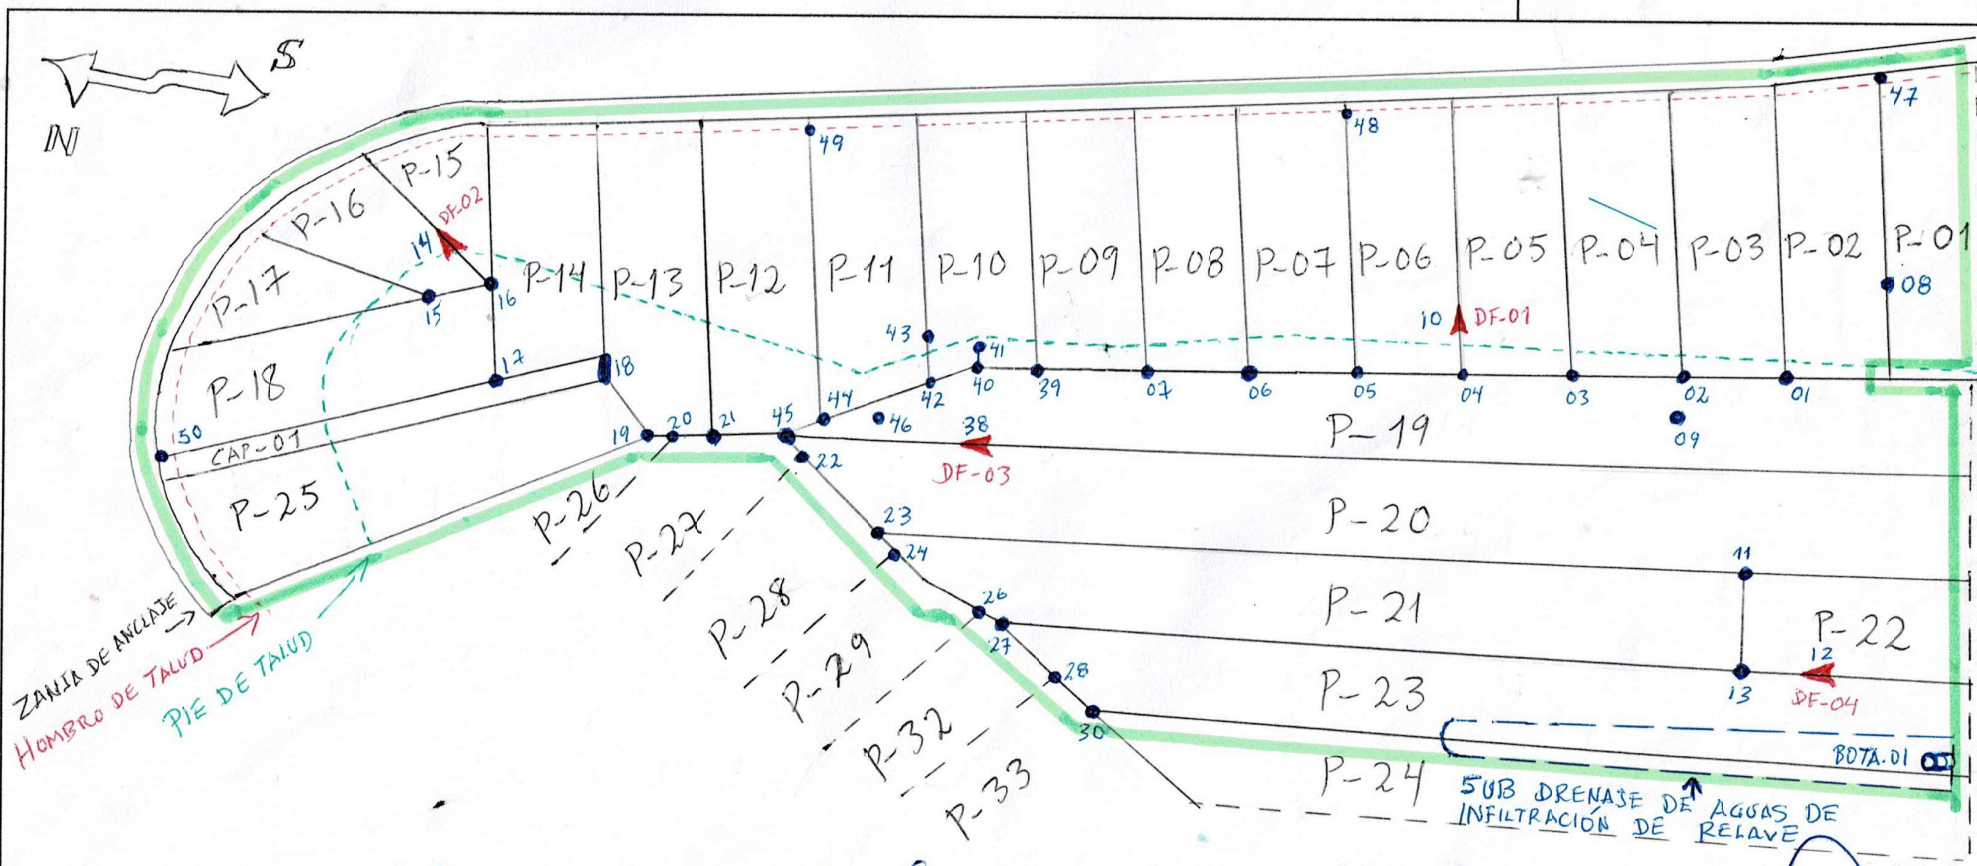 S
N
P-15
P-16
P-17
P-18
CAP-01
P-25
P-14
P-13
P-12
P-11
P-10
P-09
P-08
P-07
P-06
P-05
P-04
P-03
P-02
P-01
DF-02
14
15
16
17
18
50
49
48
47
08
10
DF-01
43
41
40
39
07
06
05
04
03
02
01
44
42
46
45
38
DF-03
09
P-19
19
20
21
22
P-26
P-27
23
24
P-20
11
P-28
26
27
P-21
P-22
12
13
DF-04
P-29
28
P-23
30
P-32
P-33
P-24
BOTA.01
SUB DRENAJE DE AGUAS DE
INFILTRACIÓN DE RELAVE
ZANJA DE ANCLAJE
HOMBRO DE TALUD
PIE DE TALUD